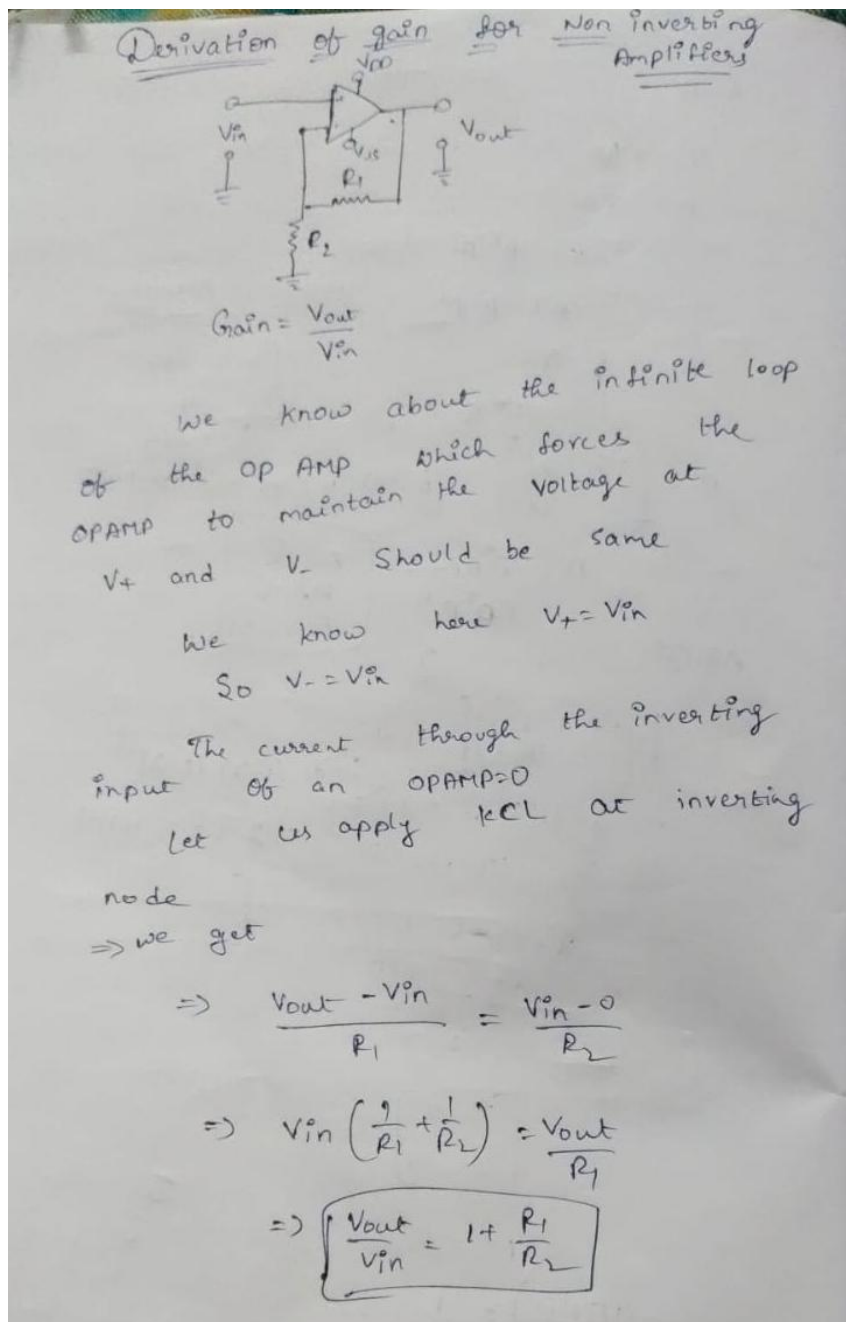 Derivation of gain for Non inverting
Amplifiers
VDD
Vin
Vout
Vss
R1
R2
Gain = Vout / Vin
We know about the infinite loop
of the OP AMP which forces the
OPAMP to maintain the voltage at
V+ and V- Should be same
We know here V+ = Vin
So V- = Vin
The current through the inverting
input of an OPAMP=0
Let us apply KCL at inverting
node
=> we get
=> (Vout - Vin) / R1 = (Vin - 0) / R2
=> Vin (1/R1 + 1/R2) = Vout / R1
=> Vout / Vin = 1 + R1 / R2